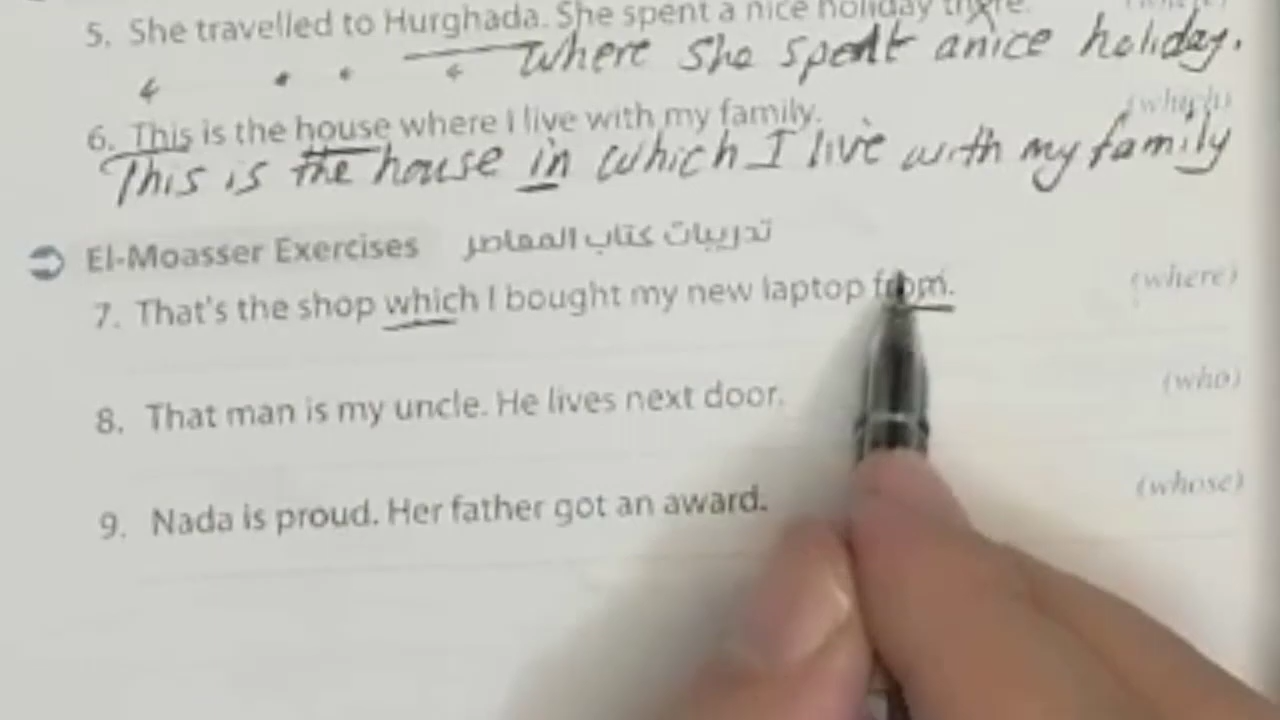 5. She travelled to Hurghada. She spent a nice holiday there.
where she spent a nice holiday.
6. This is the house where I live with my family. (which)
This is the house in which I live with my family
El-Moasser Exercises تدريبات كتاب المعاصر
7. That's the shop which I bought my new laptop from. (where)
8. That man is my uncle. He lives next door. (who)
9. Nada is proud. Her father got an award. (whose)